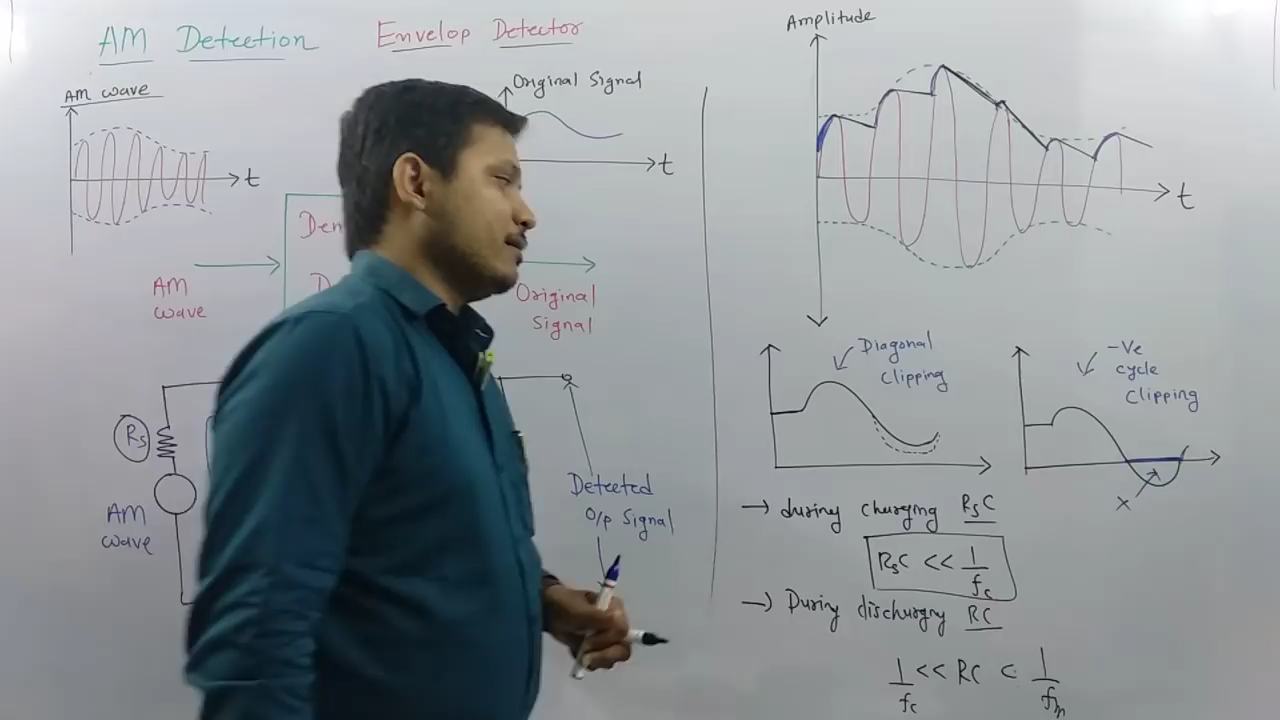 AM Detection Envelop Detector
AM wave
t
Original Signal
t
AM
wave
Original
Signal
Rs
AM
wave
Detected
O/p Signal
Amplitude
t
Diagonal
Clipping
-Ve
cycle
Clipping
X
→ during charging RsC
RsC << 1/fc
→ During discharging RC
1/fc << RC < 1/fm